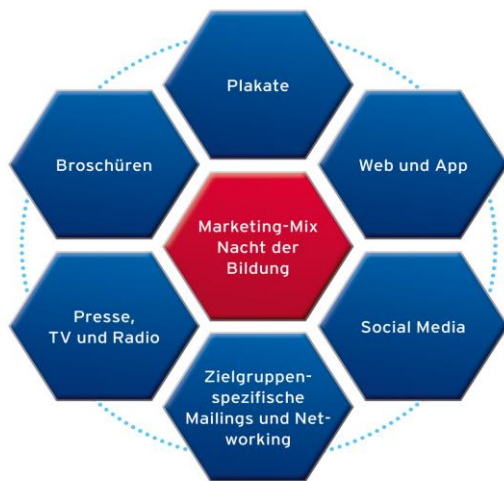 Plakate
Broschüren
Web und App
Marketing-Mix
Nacht der
Bildung
Presse,
TV und Radio
Social Media
Zielgruppen-
spezifische
Mailings und Net-
working